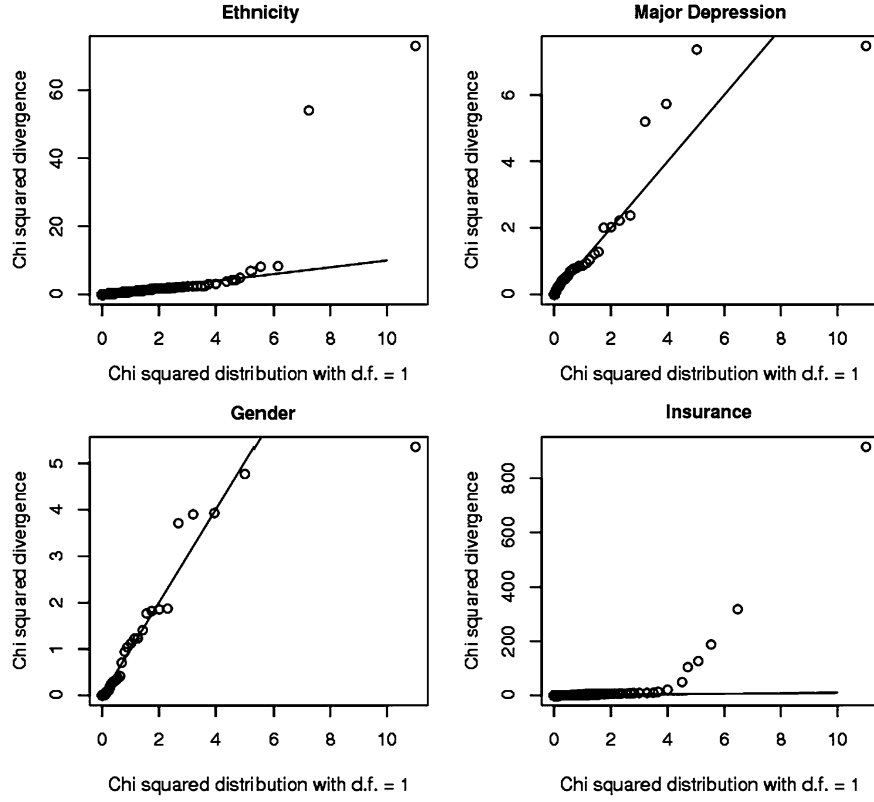 Ethnicity
Chi squared divergence
0 20 40 60
0 2 4 6 8 10
Chi squared distribution with d.f. = 1
Major Depression
Chi squared divergence
0 2 4 6
0 2 4 6 8 10
Chi squared distribution with d.f. = 1
Gender
Chi squared divergence
0 1 2 3 4 5
0 2 4 6 8 10
Chi squared distribution with d.f. = 1
Insurance
Chi squared divergence
0 200 400 600 800
0 2 4 6 8 10
Chi squared distribution with d.f. = 1